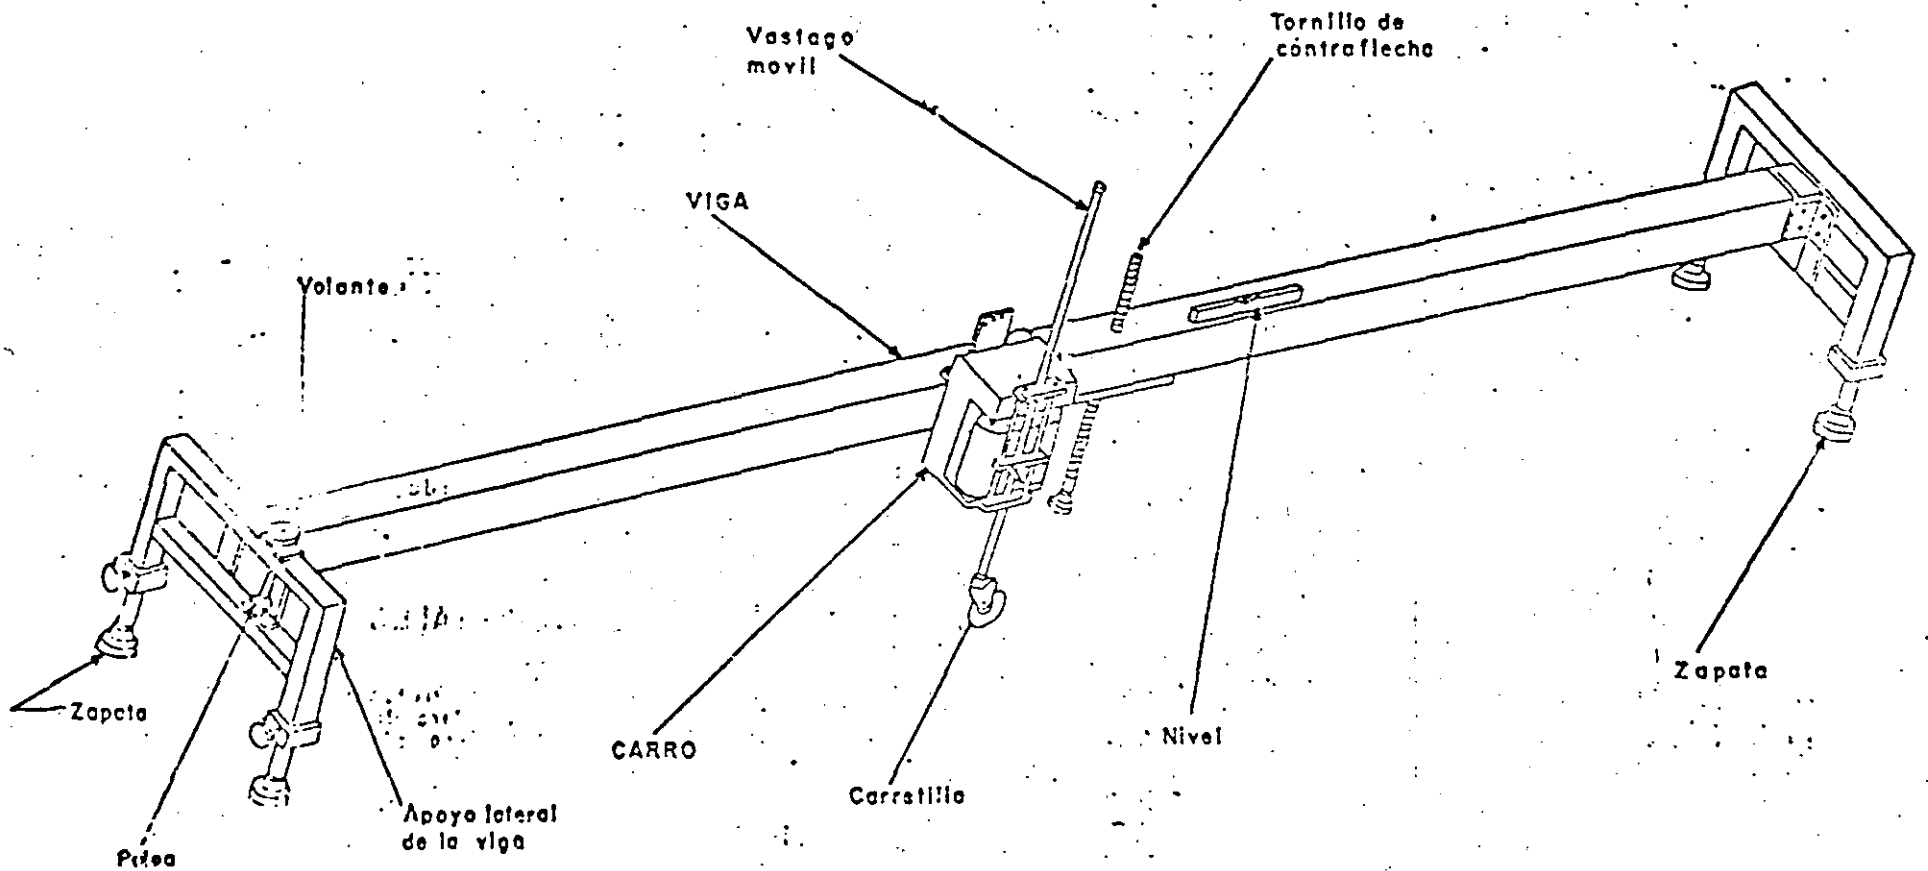 Vastago
movil
Tornillo de
contraflecha
VIGA
Volante
Zapata
Zapata
CARRO
Nivel
Carretilla
Apoyo lateral
de la viga
Polea